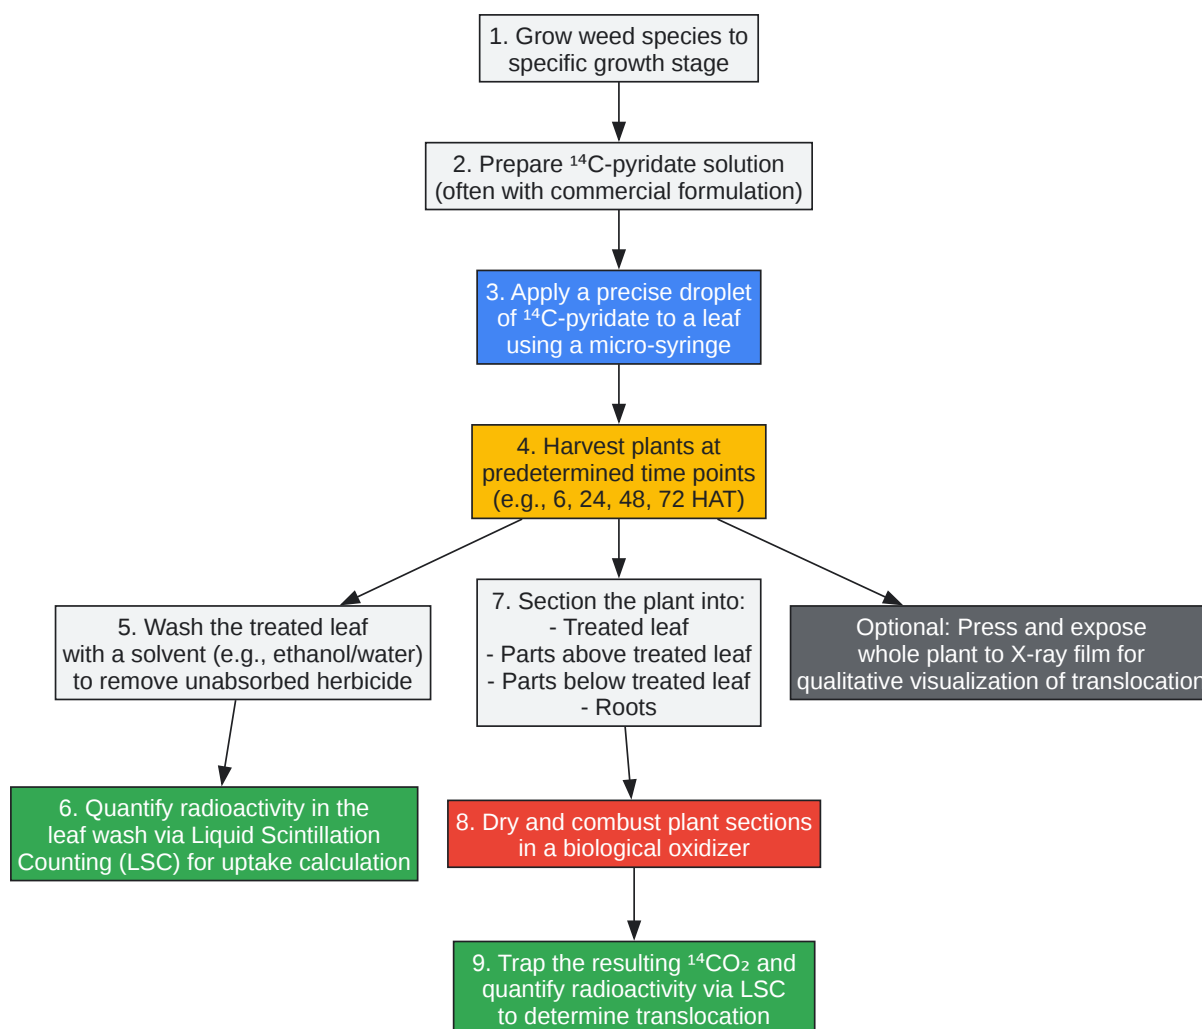 1. Grow weed species to
specific growth stage
2. Prepare ¹⁴C-pyridate solution
(often with commercial formulation)
3. Apply a precise droplet
of ¹⁴C-pyridate to a leaf
using a micro-syringe
4. Harvest plants at
predetermined time points
(e.g., 6, 24, 48, 72 HAT)
5. Wash the treated leaf
with a solvent (e.g., ethanol/water)
to remove unabsorbed herbicide
6. Quantify radioactivity in the
leaf wash via Liquid Scintillation
Counting (LSC) for uptake calculation
7. Section the plant into:
- Treated leaf
- Parts above treated leaf
- Parts below treated leaf
- Roots
8. Dry and combust plant sections
in a biological oxidizer
9. Trap the resulting ¹⁴CO₂ and
quantify radioactivity via LSC
to determine translocation
Optional: Press and expose
whole plant to X-ray film for
qualitative visualization of translocation